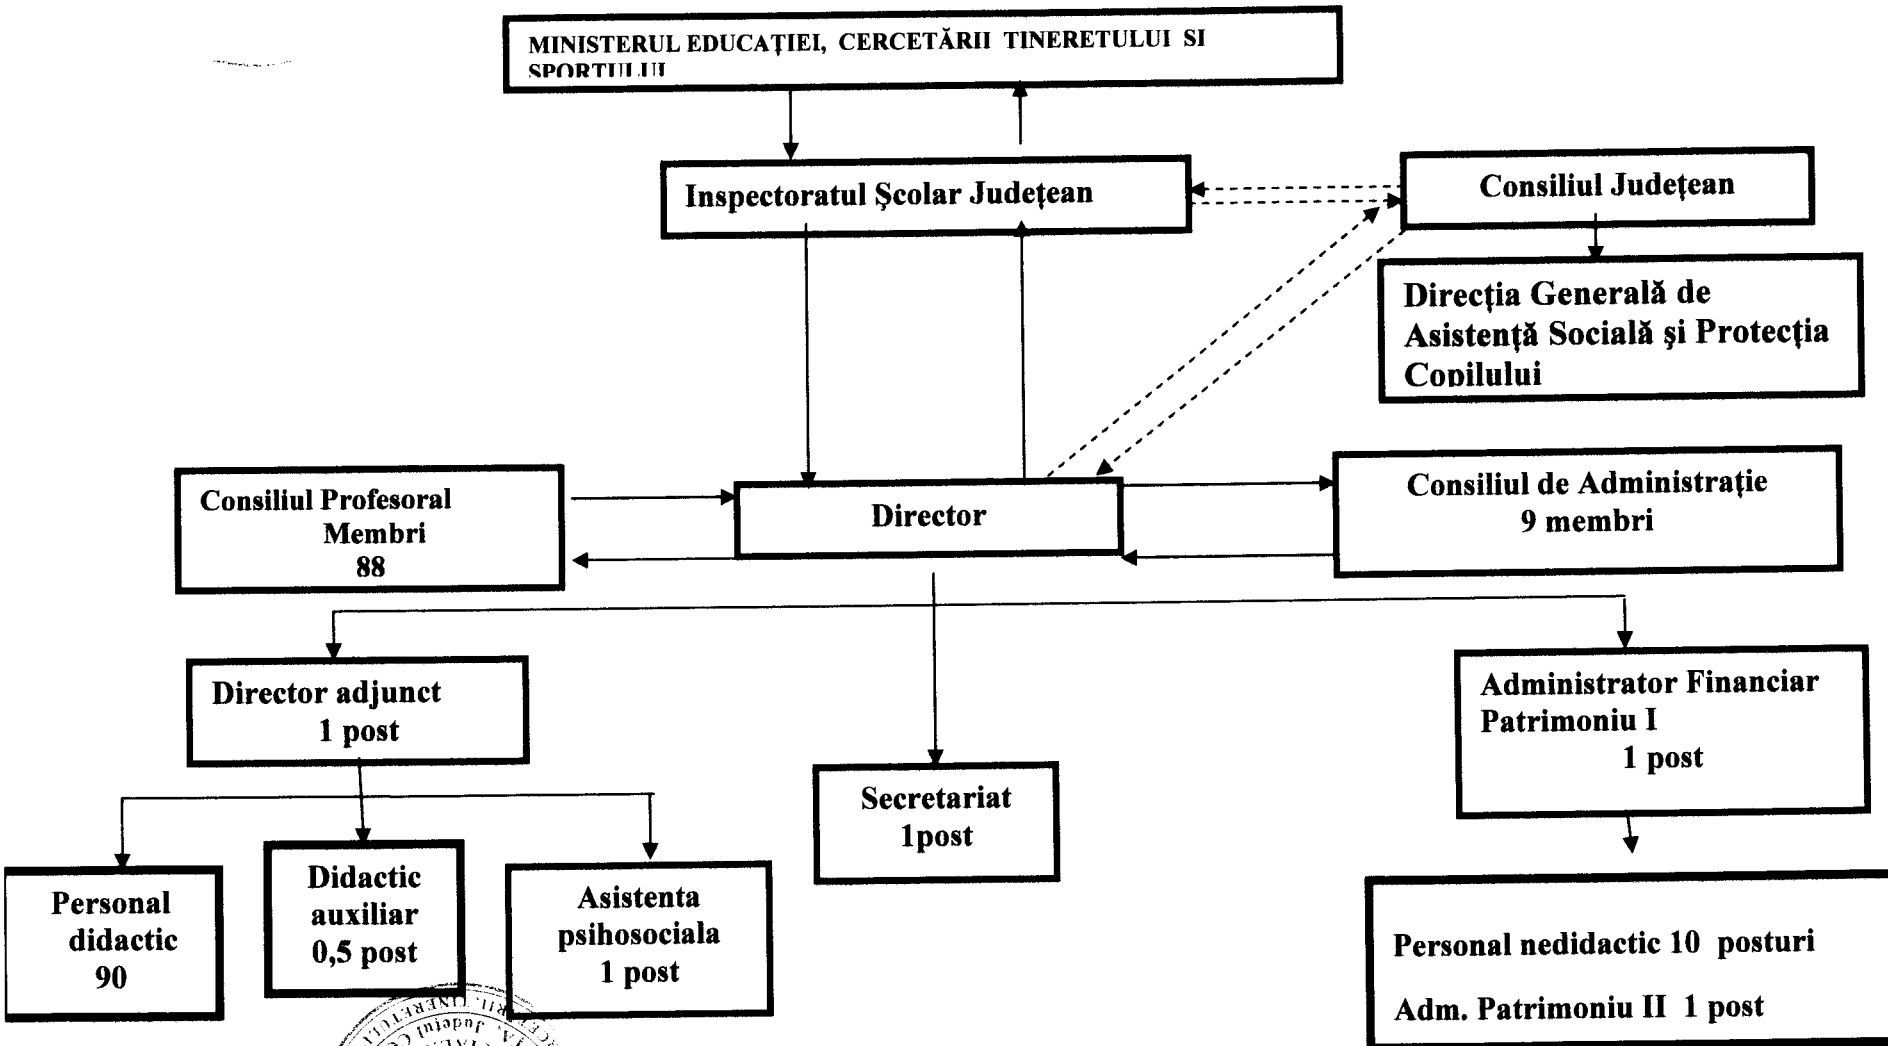 MINISTERUL EDUCAȚIEI, CERCETĂRII TINERETULUI SI
SPORTULUI
Inspectoratul Școlar Județean
Consiliul Județean
Direcția Generală de
Asistență Socială și Protecția
Copilului
Consiliul Profesoral
Membri
88
Director
Consiliul de Administrație
9 membri
Director adjunct
1 post
Administrator Financiar
Patrimoniu I
1 post
Secretariat
1post
Personal
didactic
90
Didactic
auxiliar
0,5 post
Asistenta
psihosociala
1 post
Personal nedidactic 10 posturi
Adm. Patrimoniu II 1 post